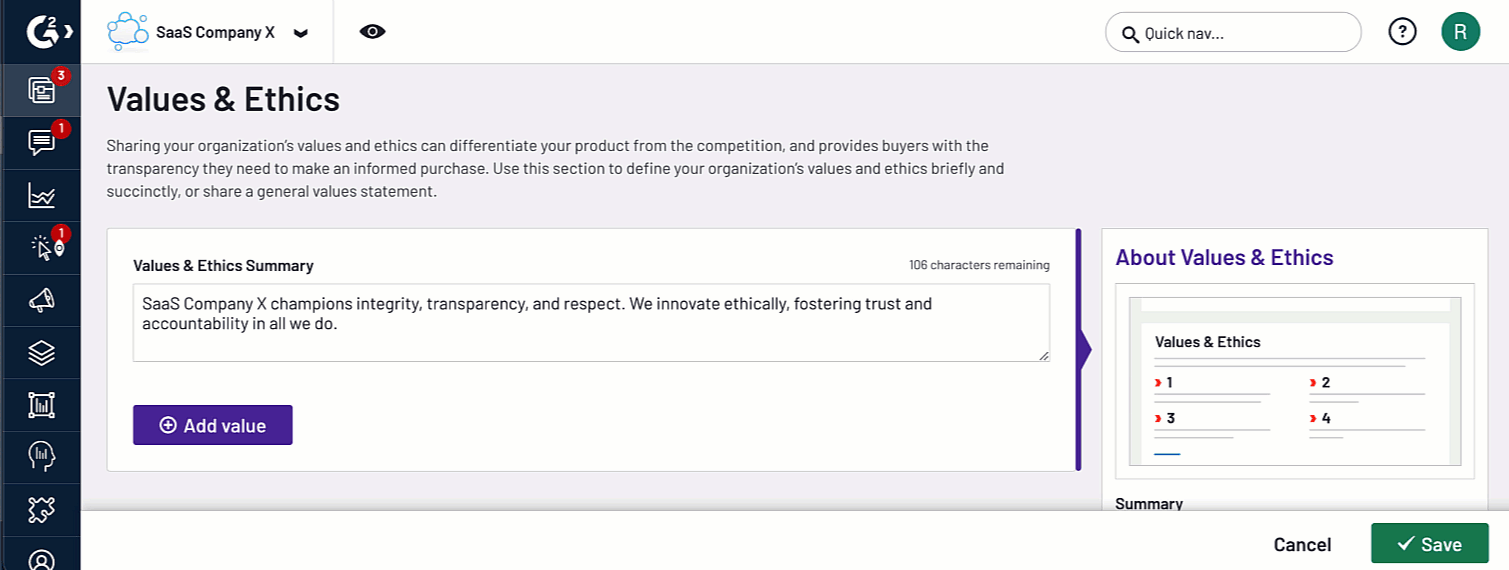 G2
SaaS Company X
Quick nav...
?
R
3
1
1
Values & Ethics
Sharing your organization's values and ethics can differentiate your product from the competition, and provides buyers with the
transparency they need to make an informed purchase. Use this section to define your organization's values and ethics briefly and
succinctly, or share a general values statement.
Values & Ethics Summary
106 characters remaining
SaaS Company X champions integrity, transparency, and respect. We innovate ethically, fostering trust and
accountability in all we do.
Add value
About Values & Ethics
Values & Ethics
1
2
3
4
Summary
Cancel
Save